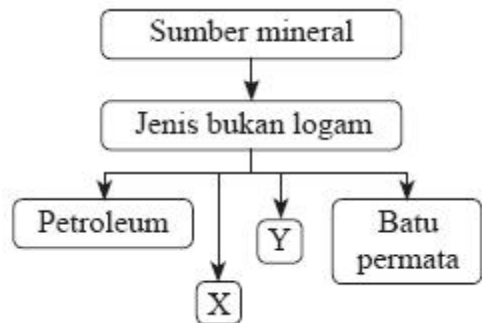 Sumber mineral
Jenis bukan logam
Petroleum
X
Y
Batu
permata